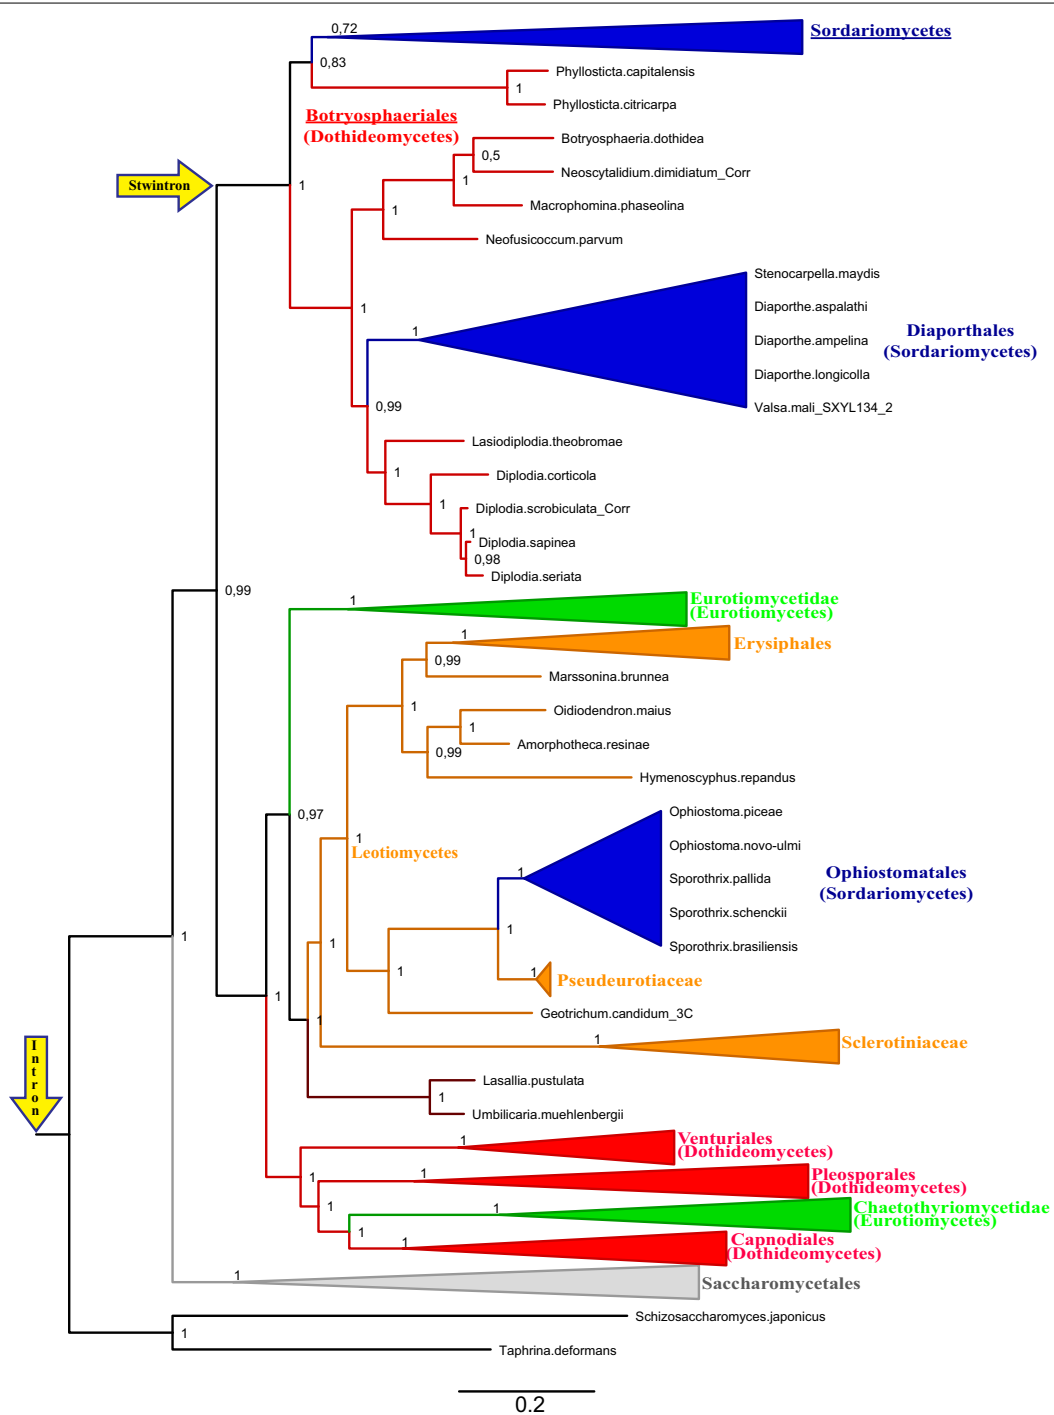 0,72
Sordariomycetes
0,83
Phyllosticta.capitalensis
1
Phyllosticta.citricarpa
Botryosphaeriales
(Dothideomycetes)
Botryosphaeria.dothidea
0,5
Neoscytalidium.dimidiatum_Corr
1
Stwintron
1
Macrophomina.phaseolina
1
Neofusicoccum.parvum
Stenocarpella.maydis
Diaporthe.aspalathi
1
1
Diaporthe.ampelina
Diaporthales
(Sordariomycetes)
Diaporthe.longicolla
0,99
Valsa.mali_SXYL134_2
Lasiodiplodia.theobromae
1
Diplodia.corticola
1
Diplodia.scrobiculata_Corr
1
Diplodia.sapinea
0,98
Diplodia.seriata
0,99
1
Eurotiomycetidae
(Eurotiomycetes)
1
Erysiphales
0,99
Marssonina.brunnea
1
Oidiodendron.maius
1
Amorphotheca.resinae
0,99
Hymenoscyphus.repandus
0,97
Ophiostoma.piceae
1
Leotiomycetes
Ophiostoma.novo-ulmi
1
Sporothrix.pallida
Ophiostomatales
(Sordariomycetes)
Sporothrix.schenckii
1
1
1
Sporothrix.brasiliensis
1
1
Pseudeurotiaceae
1
Geotrichum.candidum_3C
1
1
Sclerotiniaceae
Intron
Lasallia.pustulata
1
Umbilicaria.muehlenbergii
1
Venturiales
(Dothideomycetes)
1
1
Pleosporales
(Dothideomycetes)
1
1
Chaetothyriomycetidae
(Eurotiomycetes)
1
1
Capnodiales
(Dothideomycetes)
1
Saccharomycetales
Schizosaccharomyces.japonicus
1
Taphrina.deformans
0.2